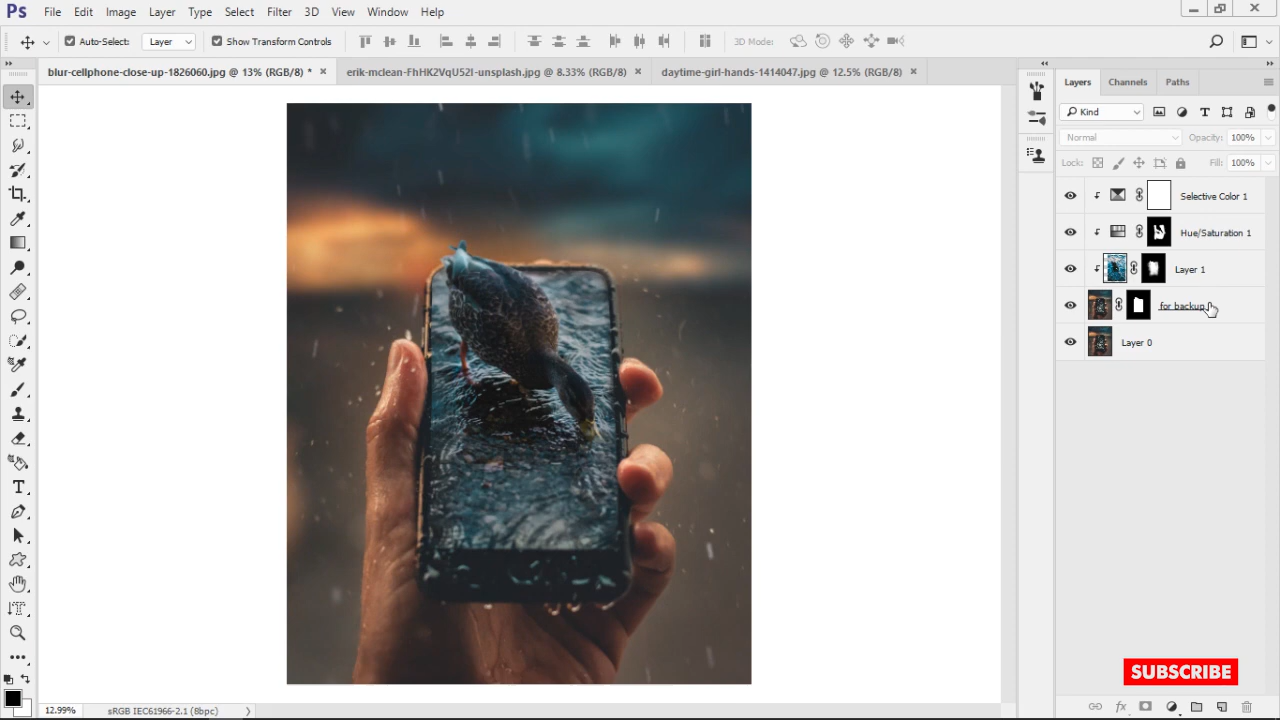 Ps File Edit Image Layer Type Select Filter 3D View Window Help
Auto-Select: Layer Show Transform Controls 3D Mode:
blur-cellphone-close-up-1826060.jpg @ 13% (RGB/8) * × erik-mclean-FhHK2VqU52I-unsplash.jpg @ 8.33% (RGB/8) × daytime-girl-hands-1414047.jpg @ 12.5% (RGB/8) ×
Layers Channels Paths
Kind
Normal Opacity: 100%
Lock: Fill: 100%
Selective Color 1
Hue/Saturation 1
Layer 1
for backup
Layer 0
SUBSCRIBE
12.99% sRGB IEC61966-2.1 (8bpc)